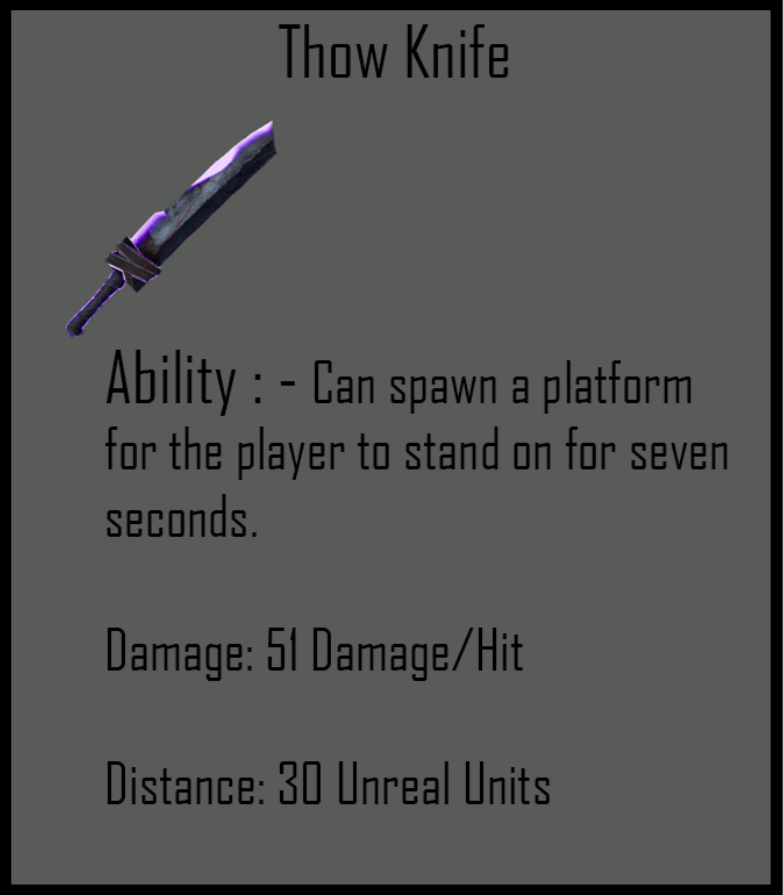 Thow Knife
Ability : - Can spawn a platform
for the player to stand on for seven
seconds.
Damage: 51 Damage/Hit
Distance: 30 Unreal Units